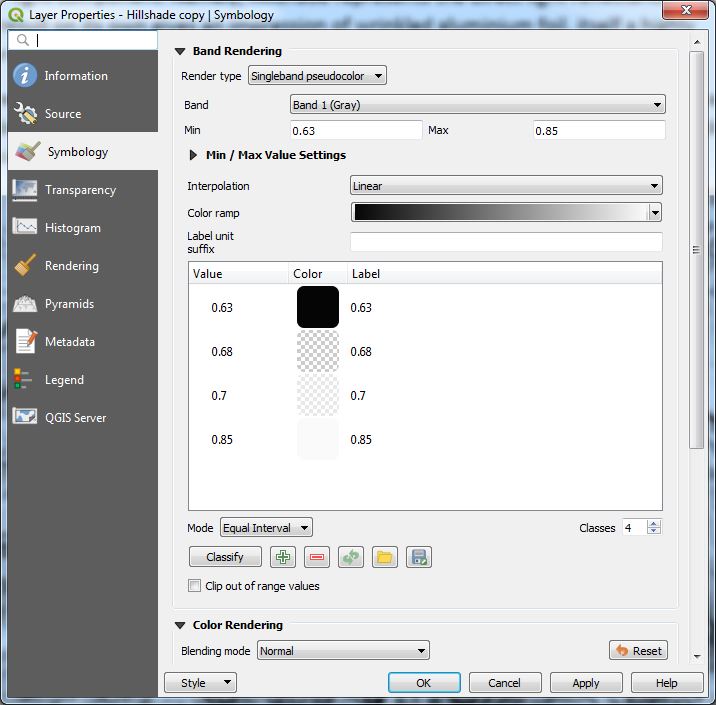 Layer Properties - Hillshade copy | Symbology
Information
Source
Symbology
Transparency
Histogram
Rendering
Pyramids
Metadata
Legend
QGIS Server
Band Rendering
Render type Singleband pseudocolor
Band Band 1 (Gray)
Min 0.63 Max 0.85
Min / Max Value Settings
Interpolation Linear
Color ramp
Label unit
suffix
Value Color Label
0.63 0.63
0.68 0.68
0.7 0.7
0.85 0.85
Mode Equal Interval Classes 4
Classify
Clip out of range values
Color Rendering
Blending mode Normal Reset
Style OK Cancel Apply Help